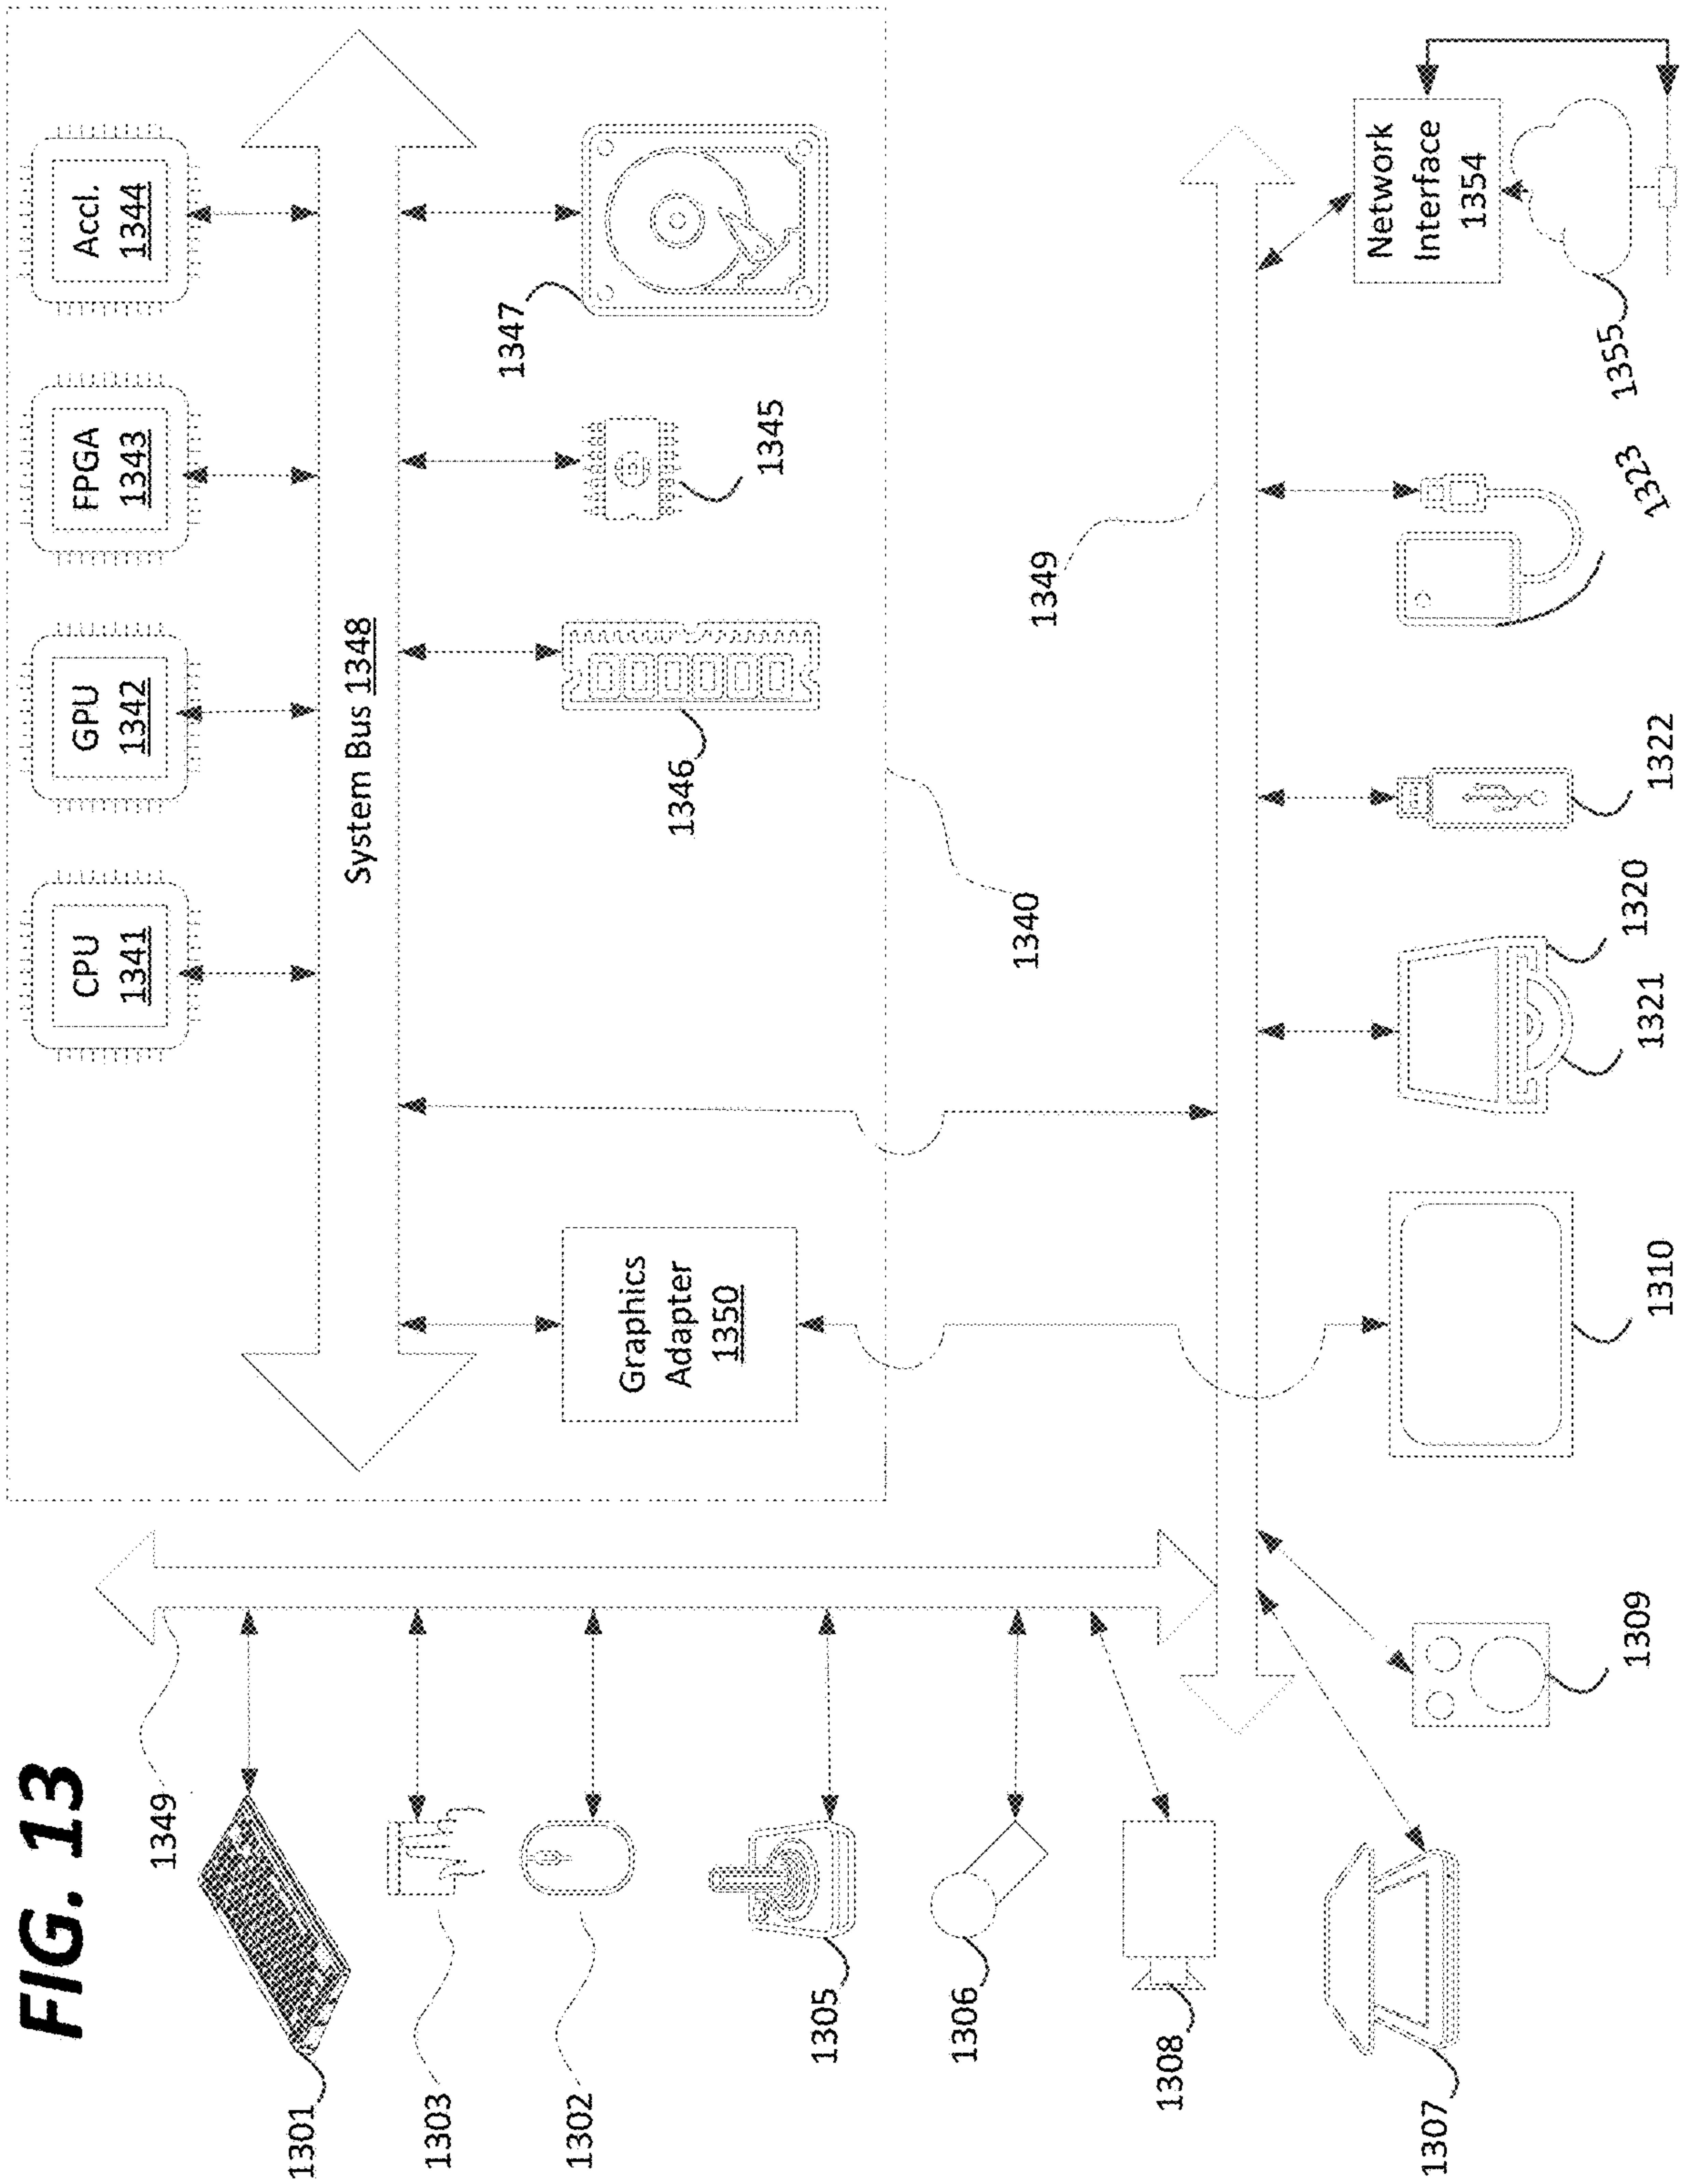 FIG. 13
1349
1301
1303
1302
1305
1306
1308
1307
CPU
1341
GPU
1342
FPGA
1343
Accl.
1344
System Bus 1348
Graphics
Adapter
1350
1346
1345
1347
1340
1349
1309
1310
1321
1320
1322
1323
Network
Interface
1354
1355